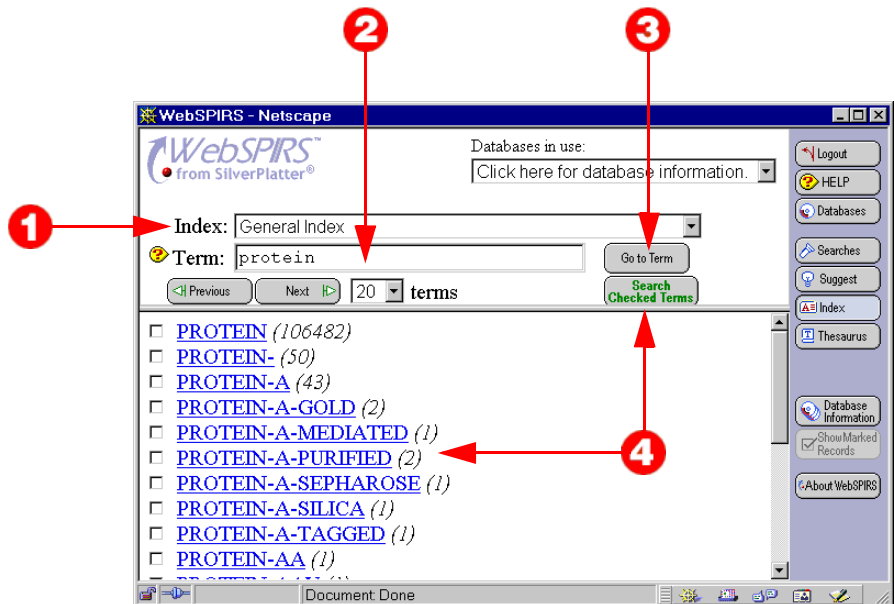 2
3
WebSPIRS - Netscape
WebSPIRS™
from SilverPlatter®
Databases in use:
Click here for database information.
Logout
HELP
Databases
1
Index: General Index
Term: protein
Go to Term
Previous
Next
20
terms
Search
Checked Terms
Searches
Suggest
Index
Thesaurus
PROTEIN (106482)
PROTEIN- (50)
PROTEIN-A (43)
PROTEIN-A-GOLD (2)
PROTEIN-A-MEDIATED (1)
PROTEIN-A-PURIFIED (2)
PROTEIN-A-SEPHAROSE (1)
PROTEIN-A-SILICA (1)
PROTEIN-A-TAGGED (1)
PROTEIN-AA (1)
4
Database
Information
Show Marked
Records
About WebSPIRS
Document: Done